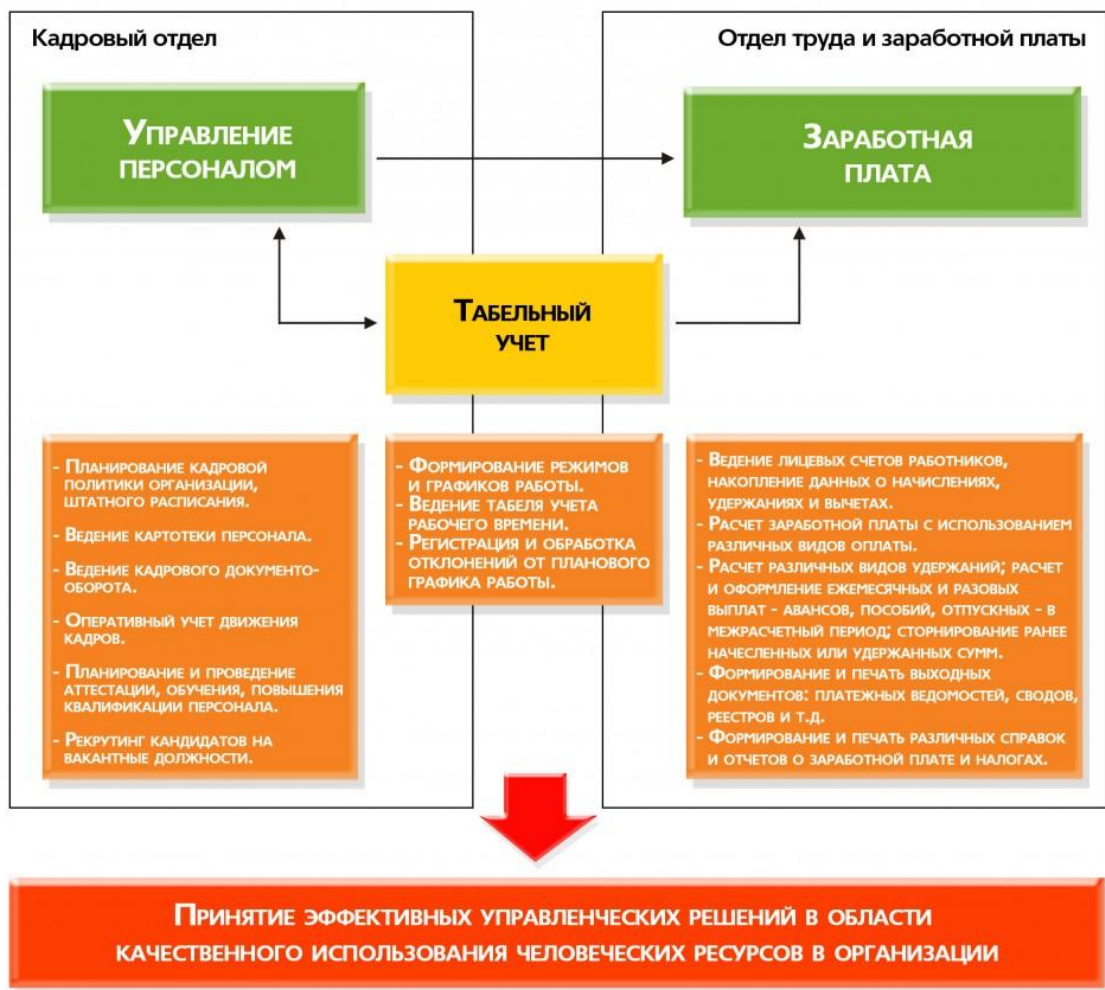 Кадровый отдел
Отдел труда и заработной платы
Управление
персоналом
Заработная
плата
Табельный
учет
- Планирование кадровой
политики организации,
штатного расписания.
- Ведение картотеки персонала.
- Ведение кадрового документо-
оборота.
- Оперативный учет движения
кадров.
- Планирование и проведение
аттестации, обучения, повышения
квалификации персонала.
- Рекрутинг кандидатов на
вакантные должности.
- Формирование режимов
и графиков работы.
- Ведение табеля учета
рабочего времени.
- Регистрация и обработка
отклонений от планового
графика работы.
- Ведение лицевых счетов работников,
накопление данных о начислениях,
удержаниях и вычетах.
- Расчет заработной платы с использованием
различных видов оплаты.
- Расчет различных видов удержаний; расчет
и оформление ежемесячных и разовых
выплат - авансов, пособий, отпускных - в
межрасчетный период; сторнирование ранее
начесленных или удержанных сумм.
- Формирование и печать выходных
документов: платежных ведомостей, сводов,
реестров и т.д.
- Формирование и печать различных справок
и отчетов о заработной плате и налогах.
Принятие эффективных управленческих решений в области
качественного использования человеческих ресурсов в организации